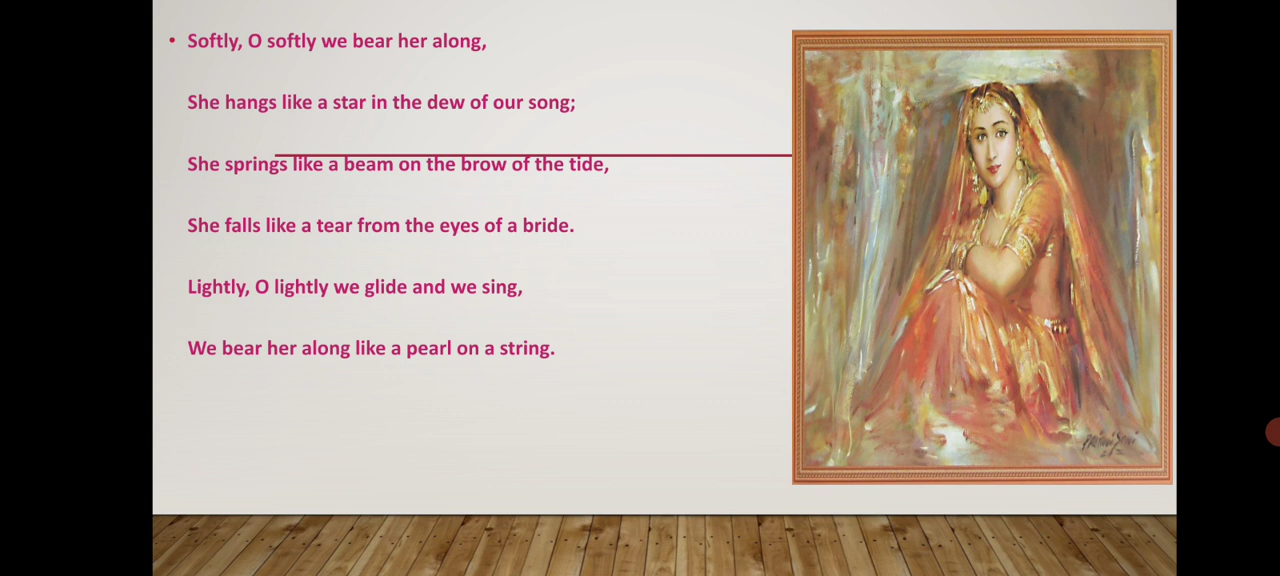 • Softly, O softly we bear her along,
She hangs like a star in the dew of our song;
She springs like a beam on the brow of the tide,
She falls like a tear from the eyes of a bride.
Lightly, O lightly we glide and we sing,
We bear her along like a pearl on a string.